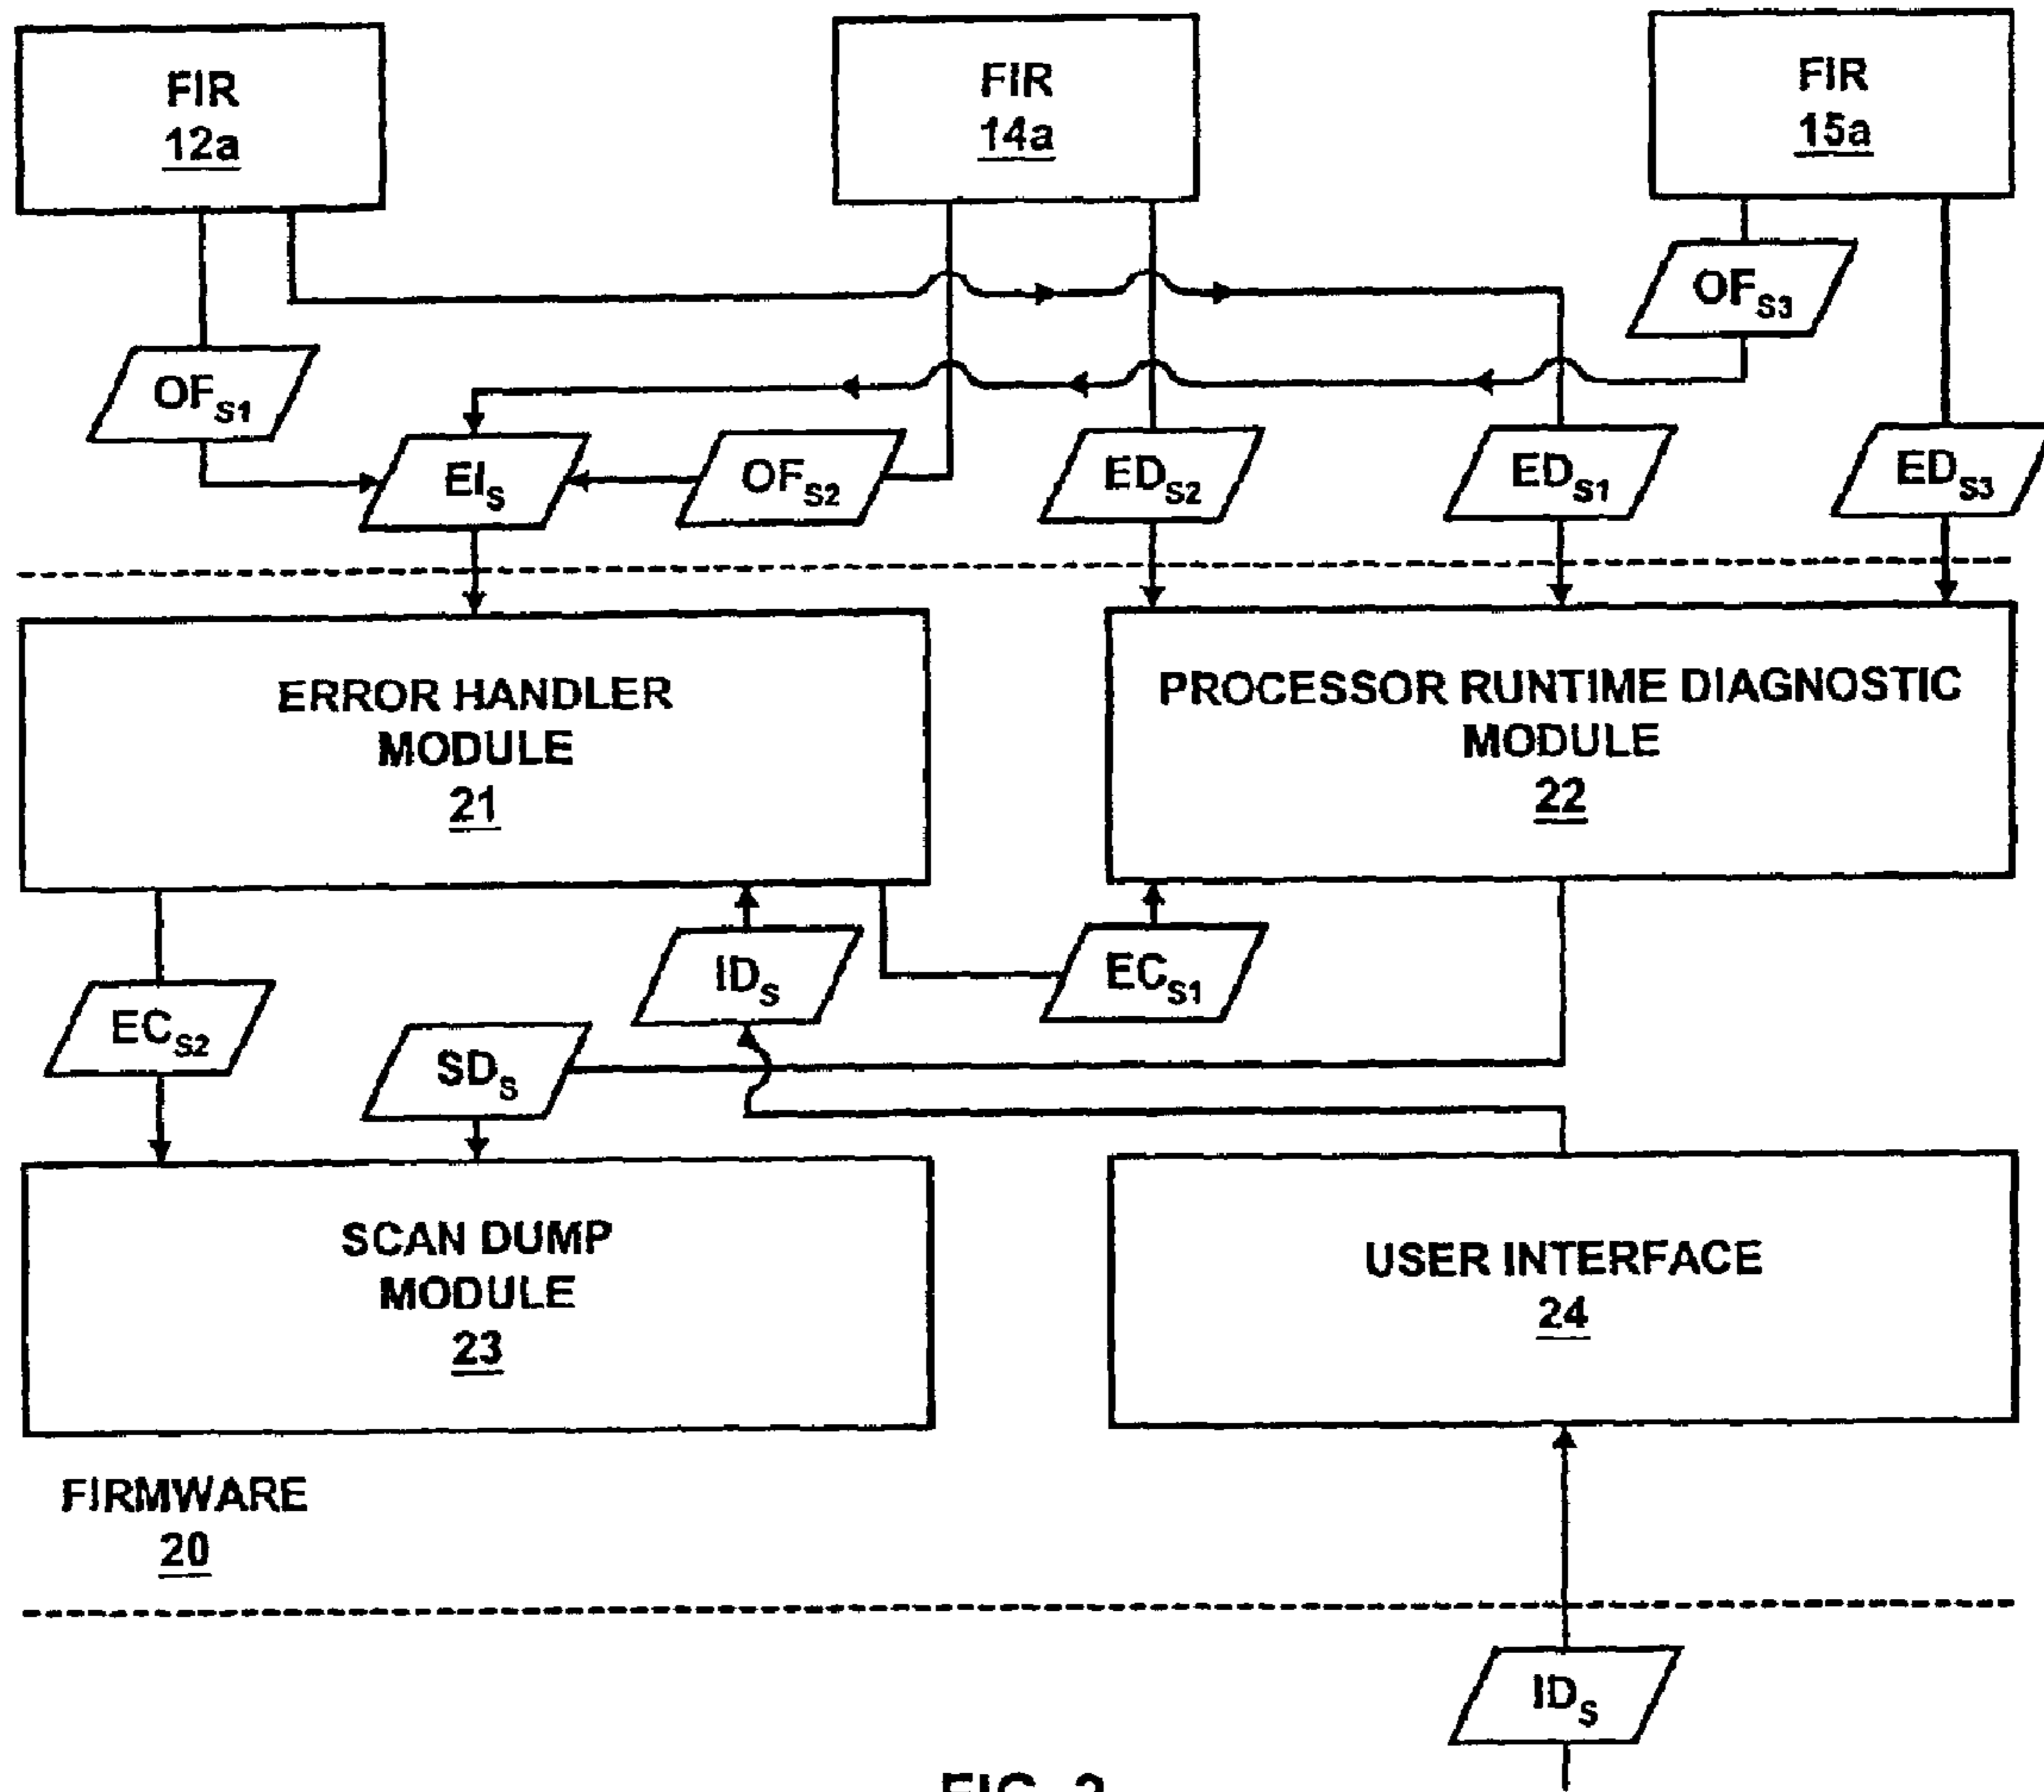 FIR
12a
FIR
14a
FIR
15a
OFS3
OFS1
EIS
OFS2
EDS2
EDS1
EDS3
ERROR HANDLER
MODULE
21
PROCESSOR RUNTIME DIAGNOSTIC
MODULE
22
IDS
ECS1
ECS2
SDS
SCAN DUMP
MODULE
23
USER INTERFACE
24
FIRMWARE
20
IDS